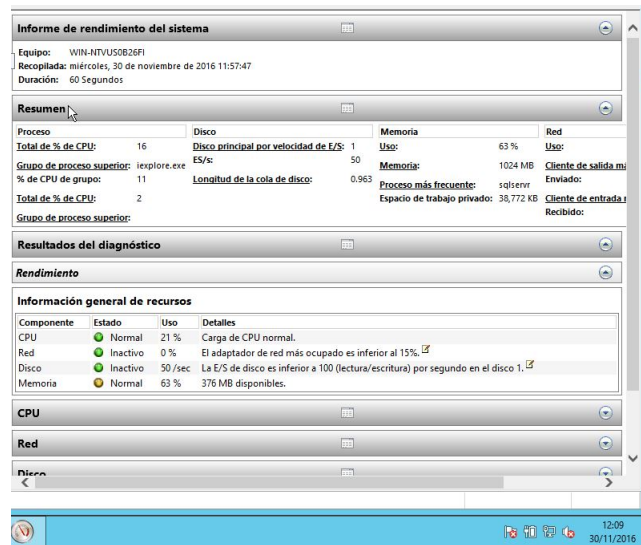 Informe de rendimiento del sistema
Equipo: WIN-NTVUS0B26FI
Recopilada: miércoles, 30 de noviembre de 2016 11:57:47
Duración: 60 Segundos
Resumen
Proceso Disco Memoria Red
Total de % de CPU: 16 Disco principal por velocidad de E/S: 1 Uso: 63 % Uso:
Grupo de proceso superior: iexplore.exe ES/s: 50 Memoria: 1024 MB Cliente de salida má
% de CPU de grupo: 11 Longitud de la cola de disco: 0.963 Proceso más frecuente: sqlservr Enviado:
Total de % de CPU: 2 Espacio de trabajo privado: 38,772 KB Cliente de entrada
Grupo de proceso superior: Recibido:
Resultados del diagnóstico
Rendimiento
Información general de recursos
Componente Estado Uso Detalles
CPU Normal 21 % Carga de CPU normal.
Red Inactivo 0 % El adaptador de red más ocupado es inferior al 15%.
Disco Inactivo 50 /sec La E/S de disco es inferior a 100 (lectura/escritura) por segundo en el disco 1.
Memoria Normal 63 % 376 MB disponibles.
CPU
Red
Disco
12:09
30/11/2016